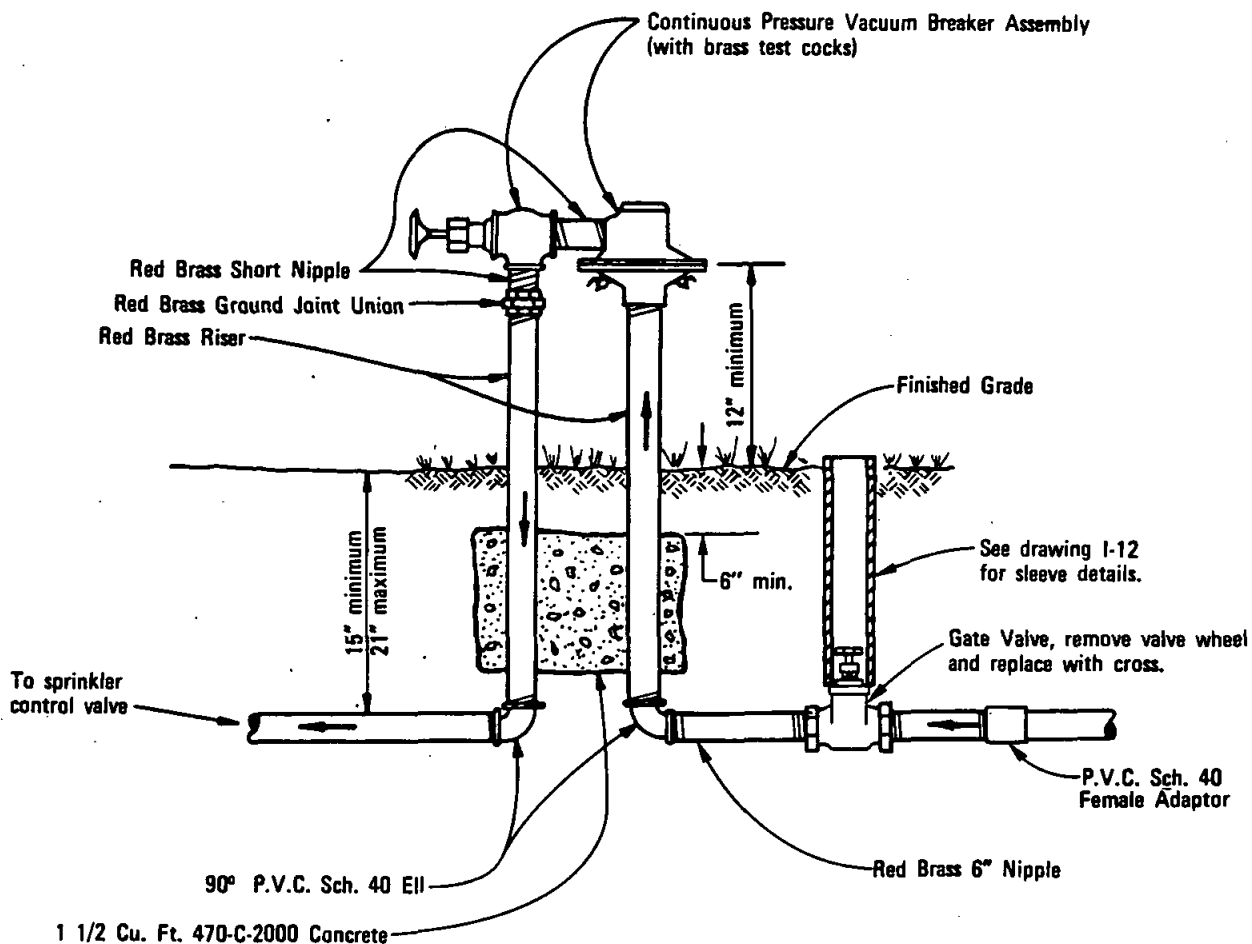 Continuous Pressure Vacuum Breaker Assembly
(with brass test cocks)
Red Brass Short Nipple
Red Brass Ground Joint Union
Red Brass Riser
12" minimum
Finished Grade
15" minimum
21" maximum
6" min.
See drawing I-12
for sleeve details.
Gate Valve, remove valve wheel
and replace with cross.
To sprinkler
control valve
P.V.C. Sch. 40
Female Adaptor
Red Brass 6" Nipple
90° P.V.C. Sch. 40 Ell
1 1/2 Cu. Ft. 470-C-2000 Concrete